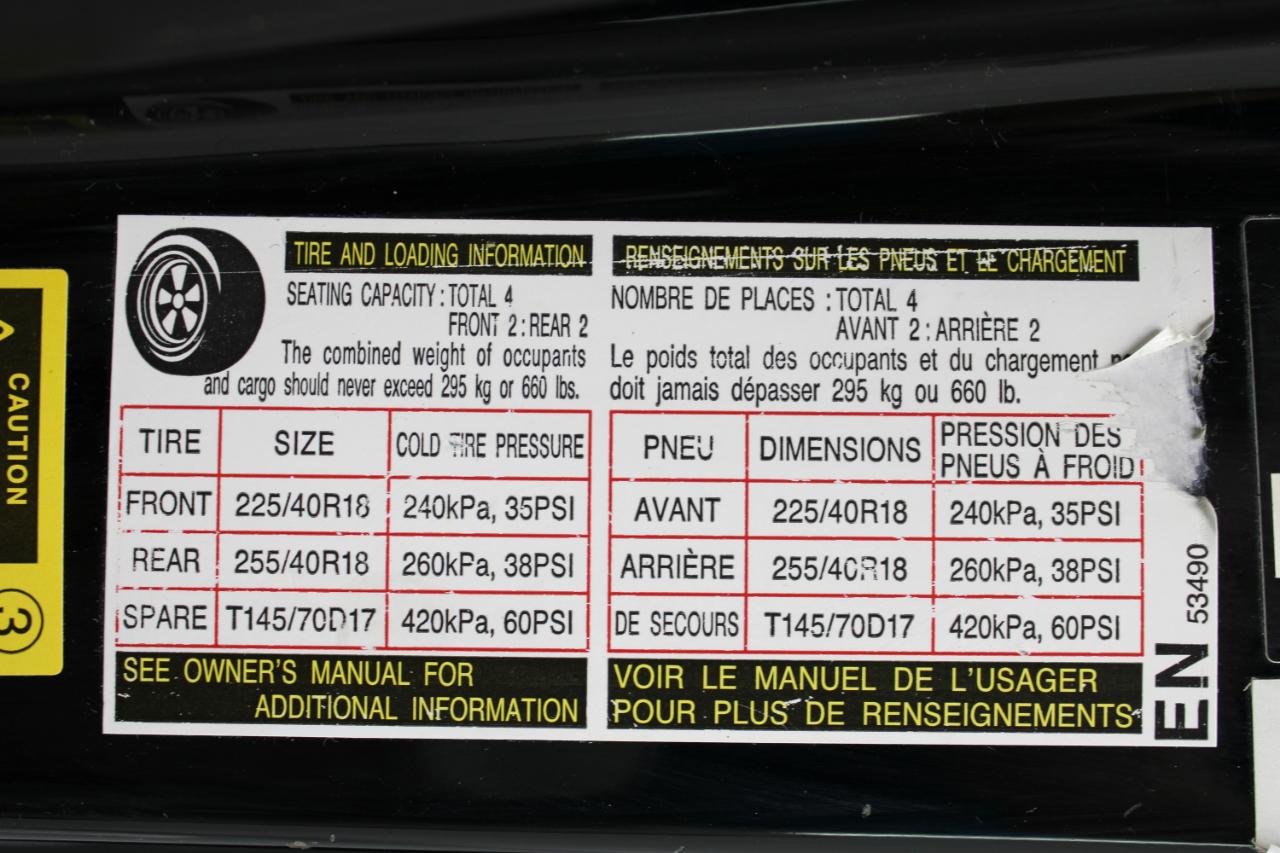 TIRE AND LOADING INFORMATION
SEATING CAPACITY : TOTAL 4
FRONT 2 : REAR 2
The combined weight of occupants
and cargo should never exceed 295 kg or 660 lbs.
TIRE SIZE COLD TIRE PRESSURE
FRONT 225/40R18 240kPa, 35PSI
REAR 255/40R18 260kPa, 38PSI
SPARE T145/70D17 420kPa, 60PSI
SEE OWNER'S MANUAL FOR
ADDITIONAL INFORMATION
RENSEIGNEMENTS SUR LES PNEUS ET LE CHARGEMENT
NOMBRE DE PLACES : TOTAL 4
AVANT 2 : ARRIÈRE 2
Le poids total des occupants et du chargement
doit jamais dépasser 295 kg ou 660 lb.
PNEU DIMENSIONS PRESSION DES
PNEUS À FROID
AVANT 225/40R18 240kPa, 35PSI
ARRIÈRE 255/40R18 260kPa, 38PSI
DE SECOURS T145/70D17 420kPa, 60PSI
VOIR LE MANUEL DE L'USAGER
POUR PLUS DE RENSEIGNEMENTS
EN 53490
CAUTION
3